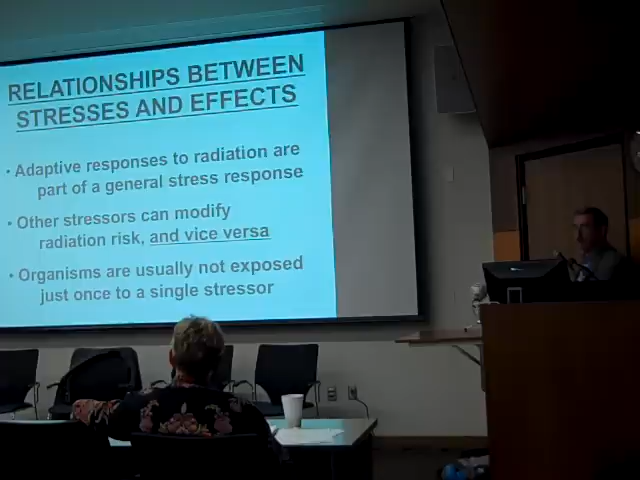 RELATIONSHIPS BETWEEN
STRESSES AND EFFECTS
• Adaptive responses to radiation are
part of a general stress response
• Other stressors can modify
radiation risk, and vice versa
• Organisms are usually not exposed
just once to a single stressor